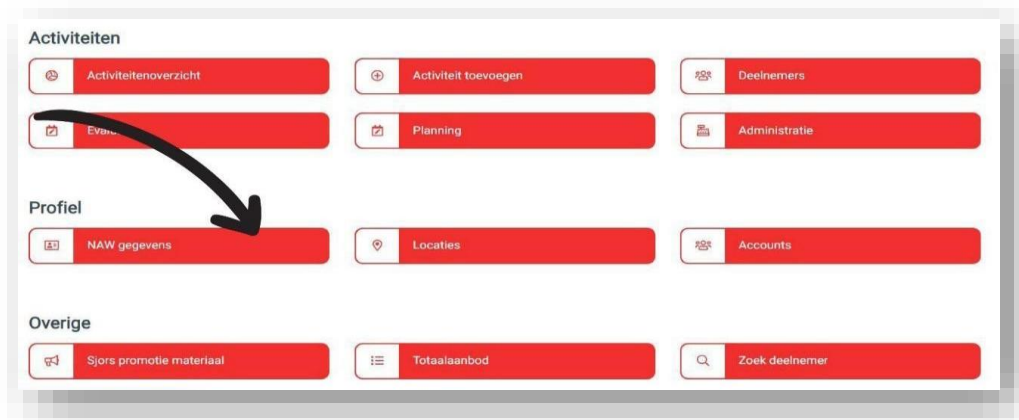 Activiteiten
Activiteitenoverzicht
Activiteit toevoegen
Deelnemers
Planning
Administratie
Profiel
NAW gegevens
Locaties
Accounts
Overige
Sjors promotie materiaal
Totaalaanbod
Zoek deelnemer